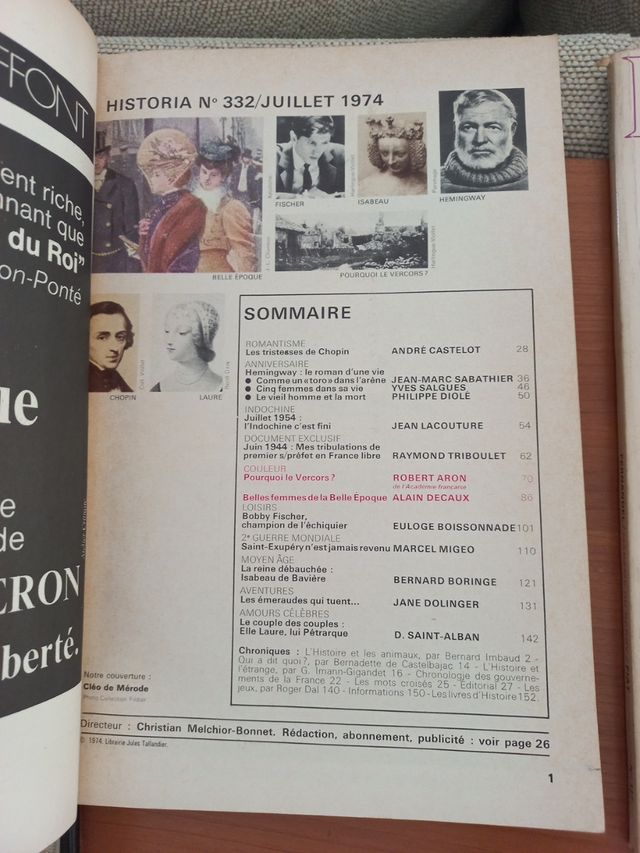 FFONT
ent riche,
nnant que
du Roi"
on-Ponté
ue
e
de
CRON
berté.
HISTORIA Nº 332/JUILLET 1974
FISCHER
ISABEAU
HEMINGWAY
BELLE ÉPOQUE
POURQUOI LE VERCORS ?
CHOPIN
LAURE
SOMMAIRE
ROMANTISME
Les tristesses de Chopin ANDRÉ CASTELOT 28
ANNIVERSAIRE
Hemingway : le roman d'une vie
● Comme un «toro» dans l'arène JEAN-MARC SABATHIER 36
● Cinq femmes dans sa vie YVES SALGUES 46
● Le vieil homme et la mort PHILIPPE DIOLÉ 50
INDOCHINE
Juillet 1954 :
l'Indochine c'est fini JEAN LACOUTURE 54
DOCUMENT EXCLUSIF
Juin 1944 : Mes tribulations de
premier s/préfet en France libre RAYMOND TRIBOULET 62
COULEUR
Pourquoi le Vercors ? ROBERT ARON 70
de l'Académie française
Belles femmes de la Belle Époque ALAIN DECAUX 86
LOISIRS
Bobby Fischer,
champion de l'échiquier EULOGE BOISSONNADE 101
2e GUERRE MONDIALE
Saint-Exupéry n'est jamais revenu MARCEL MIGEO 110
MOYEN ÂGE
La reine débauchée :
Isabeau de Bavière BERNARD BORINGE 121
AVENTURES
Les émeraudes qui tuent... JANE DOLINGER 131
AMOURS CÉLÈBRES
Le couple des couples :
Elle Laure, lui Pétrarque D. SAINT-ALBAN 142
Chroniques : L'Histoire et les animaux, par Bernard Imbaud 2 -
Qui a dit quoi?, par Bernadette de Castelbajac 14 - L'Histoire et
l'étrange, par G. Imann-Gigandet 16 - Chronologie des gouverne-
ments de la France 22 - Les mots croisés 25 - Éditorial 27 - Les
jeux, par Roger Dal 140 - Informations 150 - Les livres d'Histoire 152.
Notre couverture :
Cléo de Mérode
Directeur : Christian Melchior-Bonnet. Rédaction, abonnement, publicité : voir page 26
© 1974. Librairie Jules Tallandier.
1